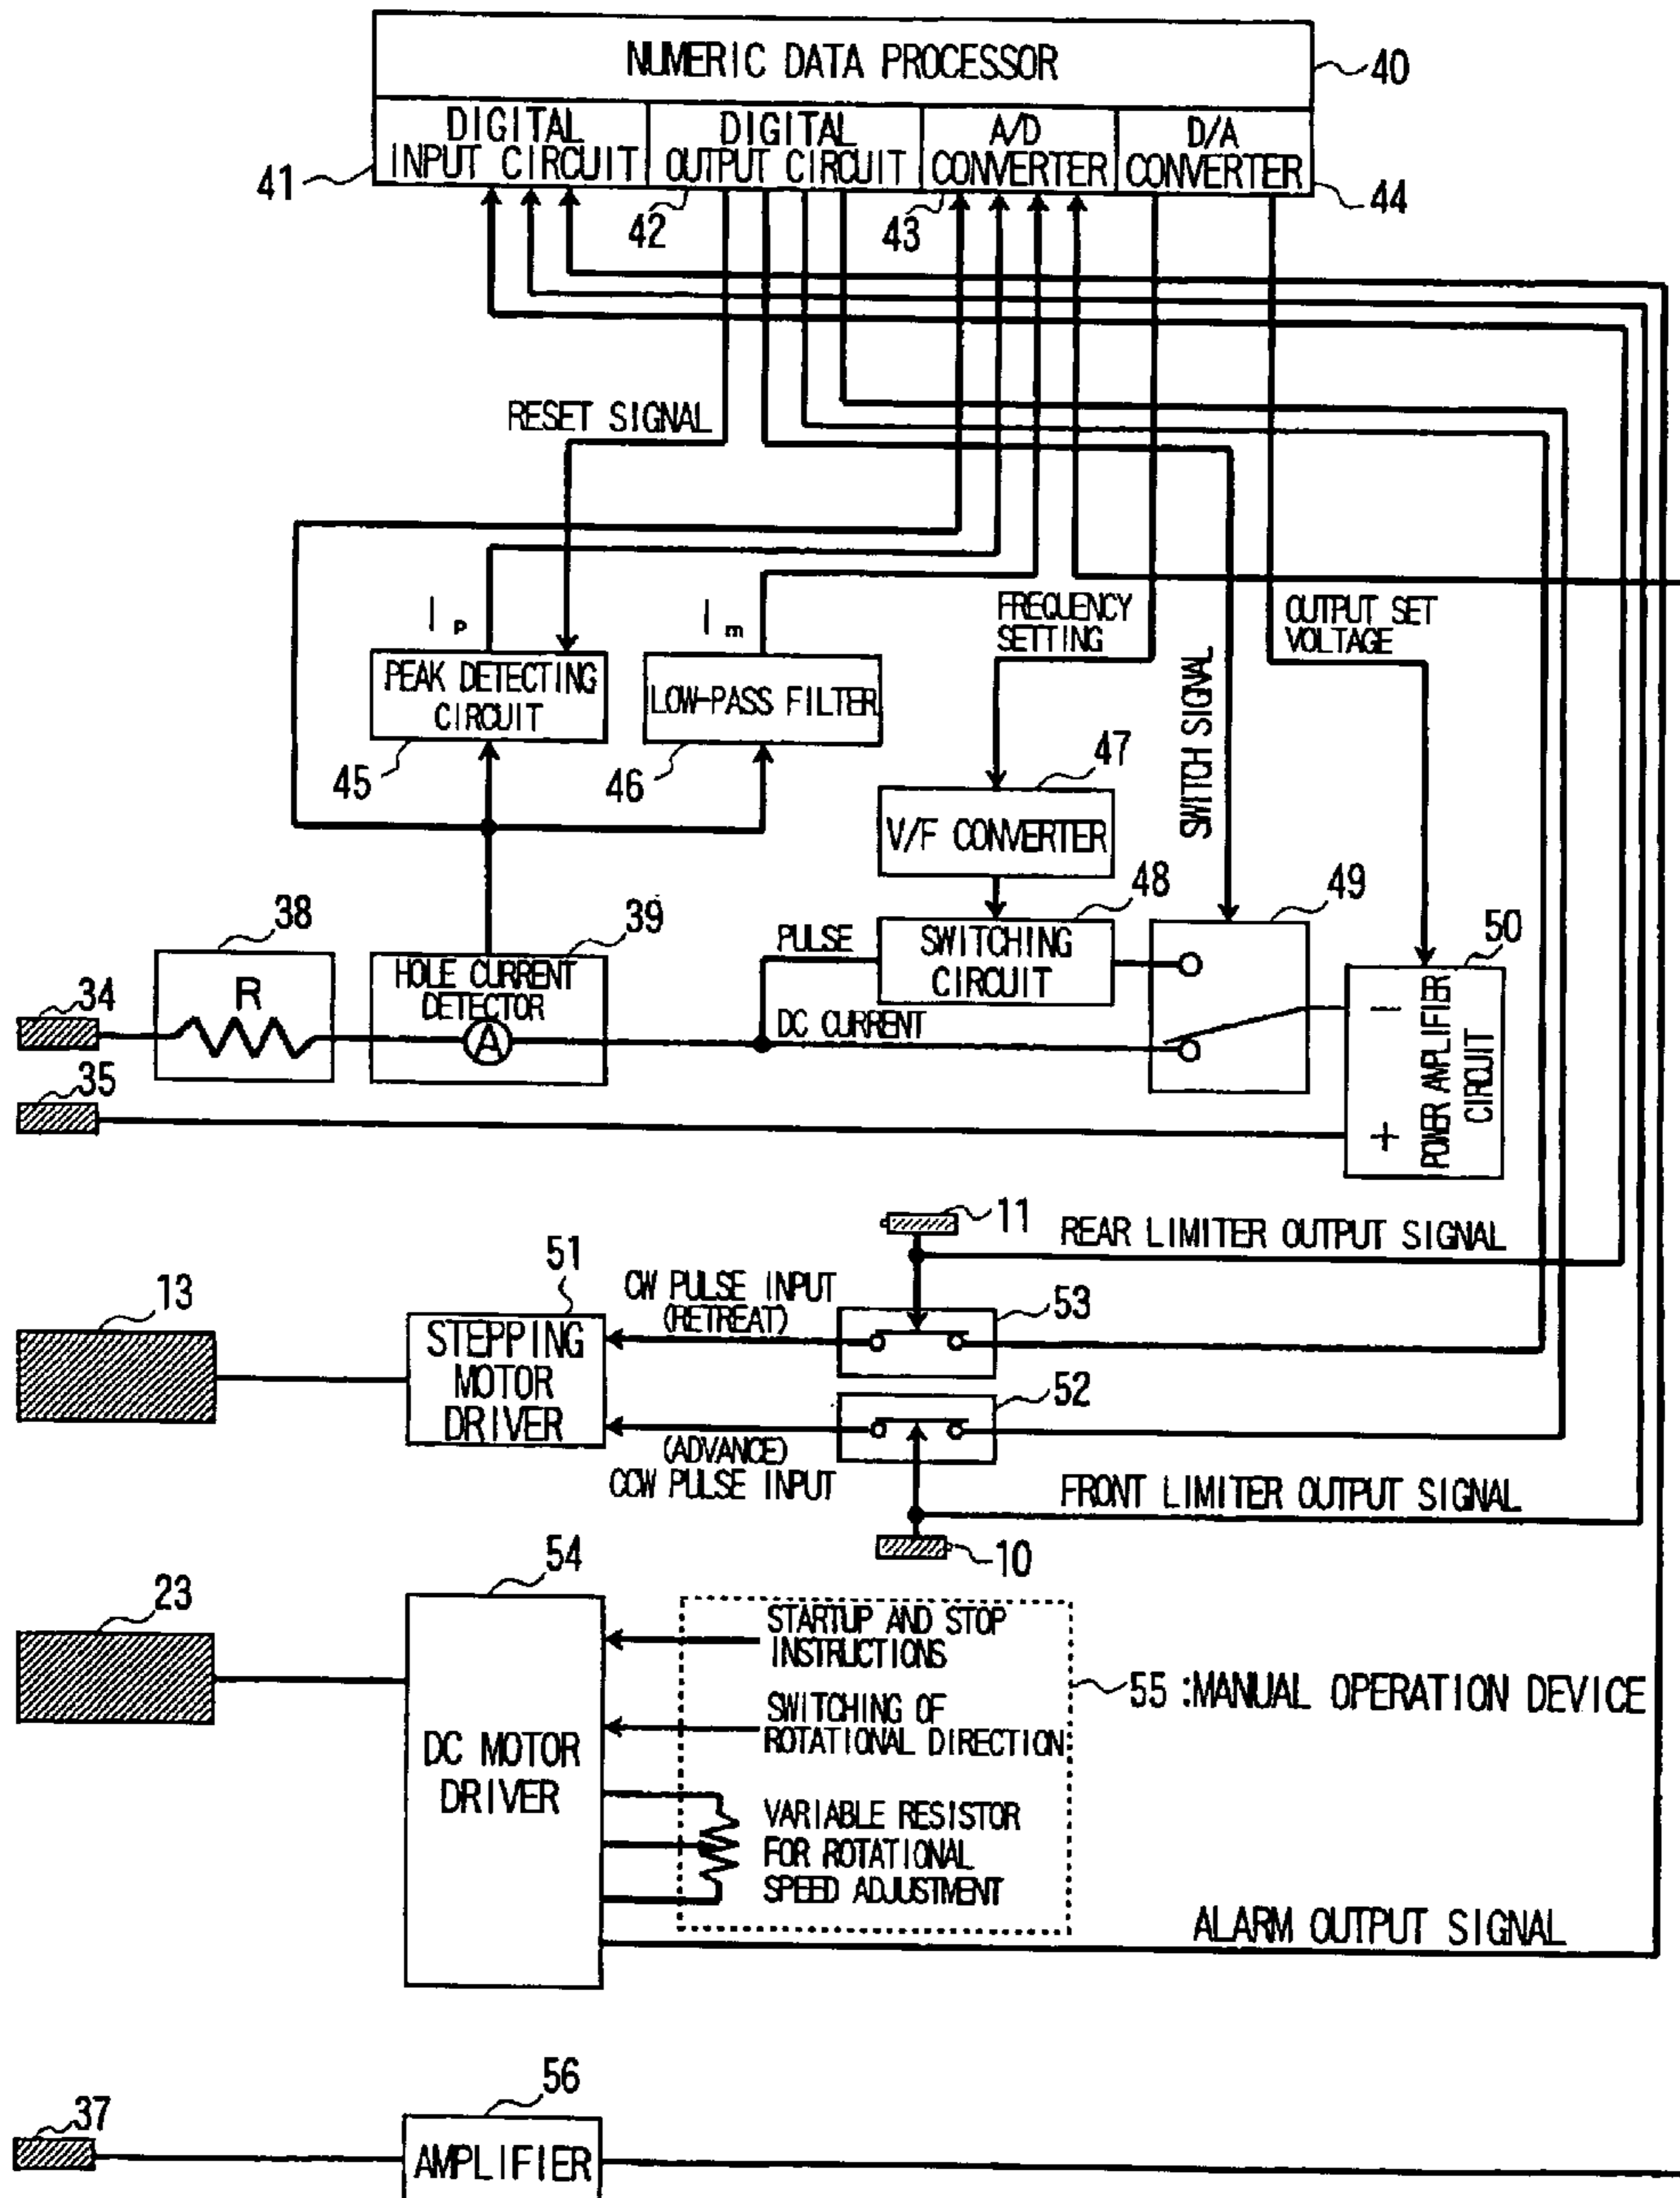 NUMERIC DATA PROCESSOR
40
DIGITAL
INPUT CIRCUIT
DIGITAL
OUTPUT CIRCUIT
A/D
CONVERTER
D/A
CONVERTER
41
42
43
44
RESET SIGNAL
Ip
Im
FREQUENCY
SETTING
OUTPUT SET
VOLTAGE
SWITCH SIGNAL
PEAK DETECTING
CIRCUIT
LOW-PASS FILTER
45
46
47
V/F CONVERTER
38
39
48
49
50
34
R
HOLE CURRENT
DETECTOR
A
PULSE
SWITCHING
CIRCUIT
DC CURRENT
−
+
POWER AMPLIFIER
CIRCUIT
35
11
REAR LIMITER OUTPUT SIGNAL
13
51
CW PULSE INPUT
(RETREAT)
53
STEPPING
MOTOR
DRIVER
52
(ADVANCE)
CCW PULSE INPUT
FRONT LIMITER OUTPUT SIGNAL
10
23
54
STARTUP AND STOP
INSTRUCTIONS
55 :MANUAL OPERATION DEVICE
SWITCHING OF
ROTATIONAL DIRECTION
DC MOTOR
DRIVER
VARIABLE RESISTOR
FOR ROTATIONAL
SPEED ADJUSTMENT
ALARM OUTPUT SIGNAL
37
56
AMPLIFIER